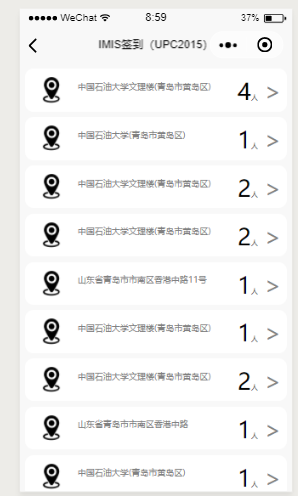 WeChat 8:59 37%
IMIS签到（UPC2015）
中国石油大学文理楼(青岛市黄岛区) 4人
中国石油大学(青岛市黄岛区) 1人
中国石油大学文理楼(青岛市黄岛区) 2人
中国石油大学文理楼(青岛市黄岛区) 2人
山东省青岛市市南区香港中路11号 1人
中国石油大学文理楼(青岛市黄岛区) 1人
中国石油大学文理楼(青岛市黄岛区) 2人
山东省青岛市市南区香港中路 1人
中国石油大学(青岛市黄岛区) 1人